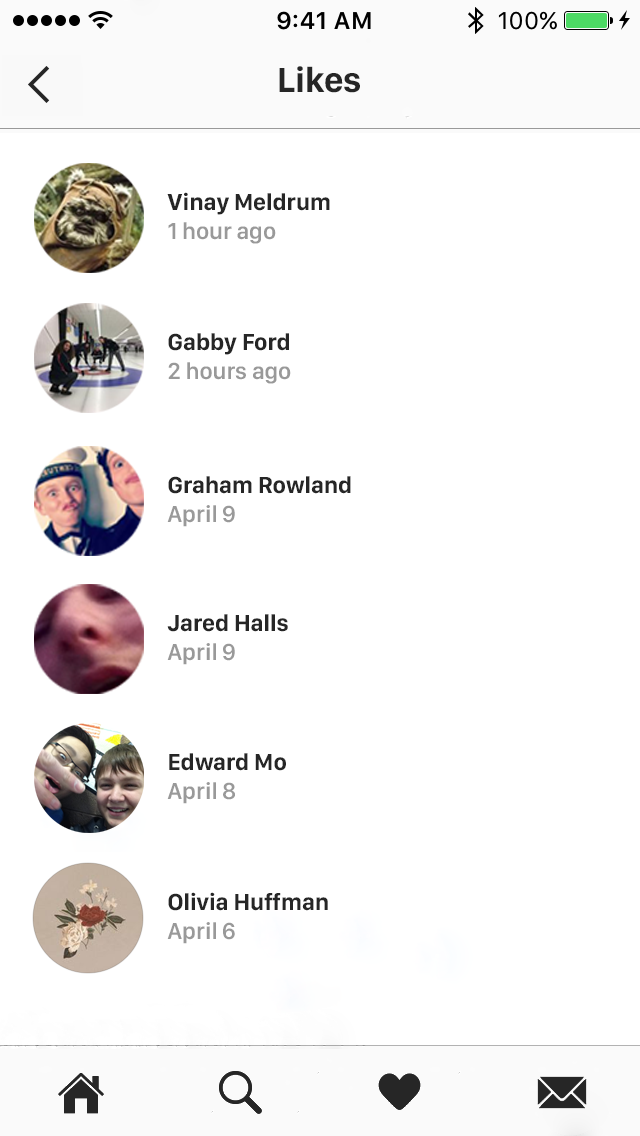 9:41 AM 100%
Likes
Vinay Meldrum
1 hour ago
Gabby Ford
2 hours ago
Graham Rowland
April 9
Jared Halls
April 9
Edward Mo
April 8
Olivia Huffman
April 6